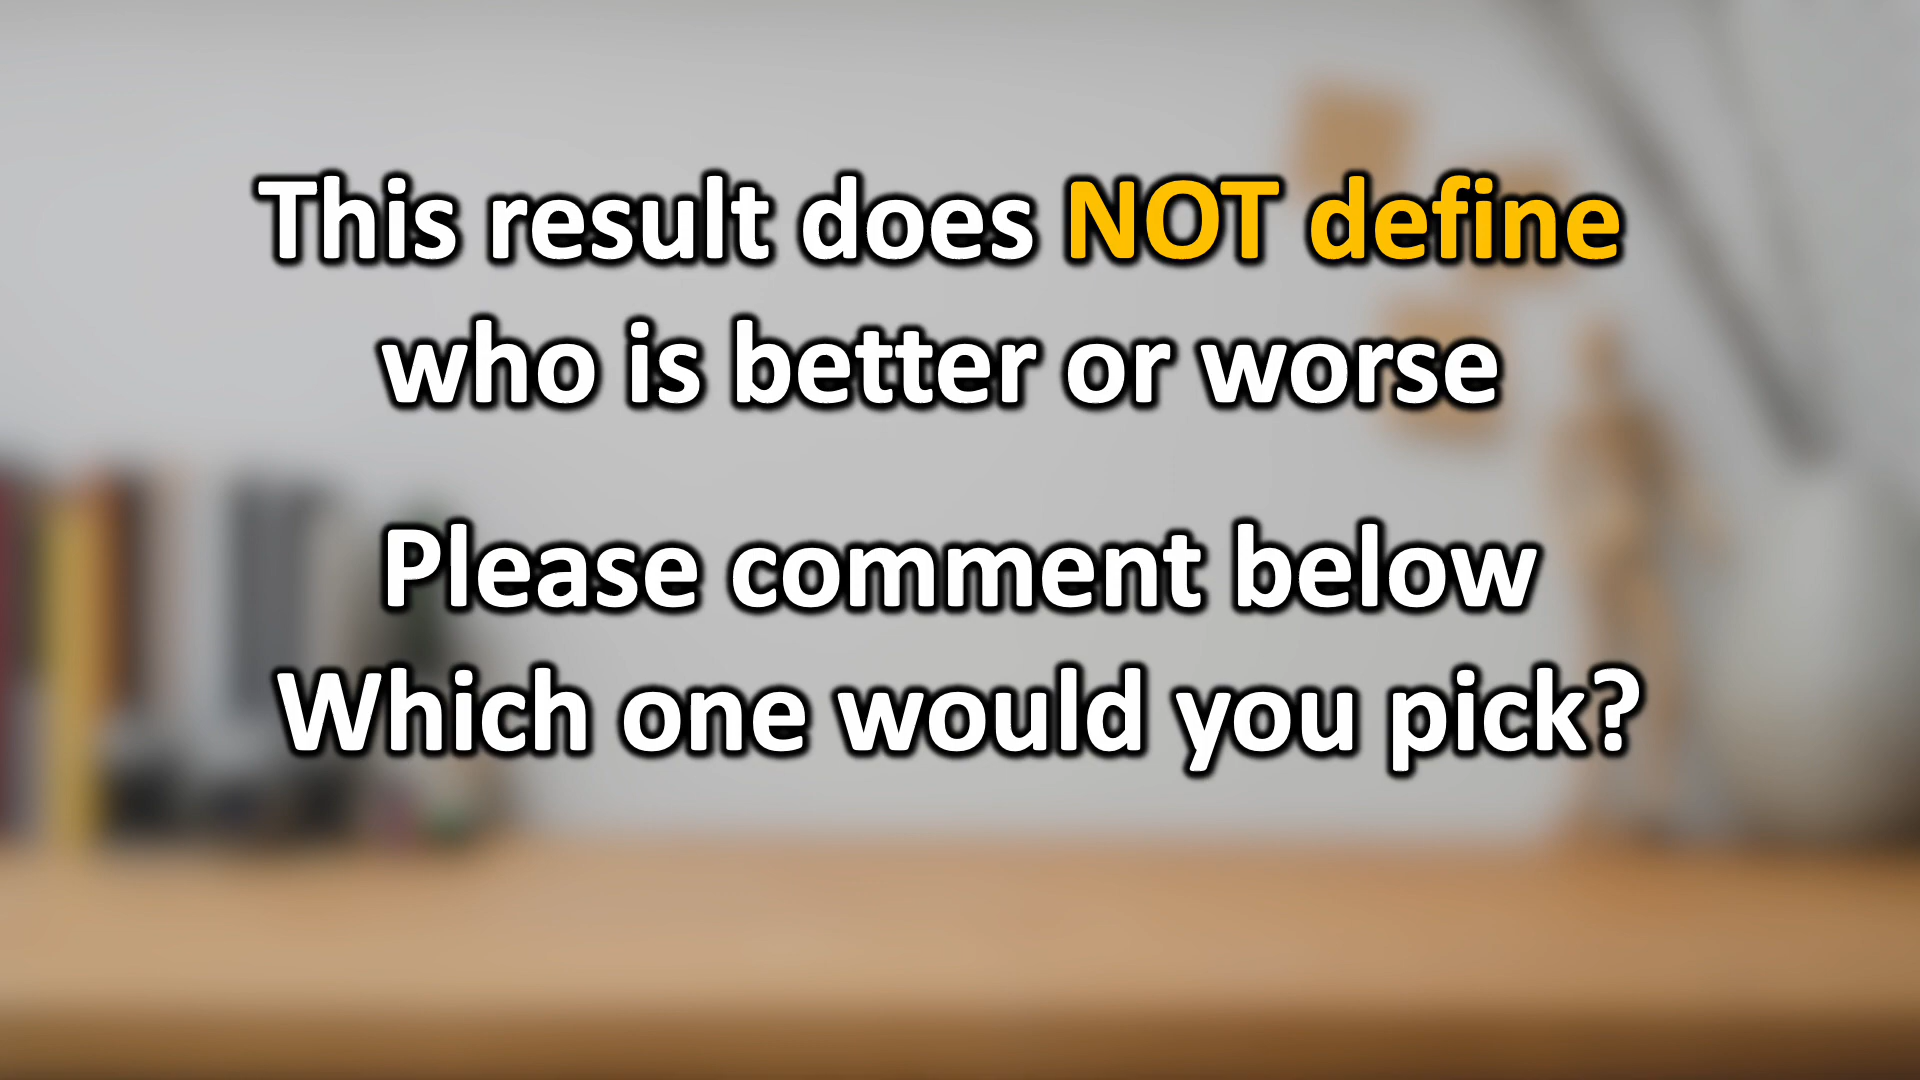 This result does NOT define
who is better or worse
Please comment below
Which one would you pick?